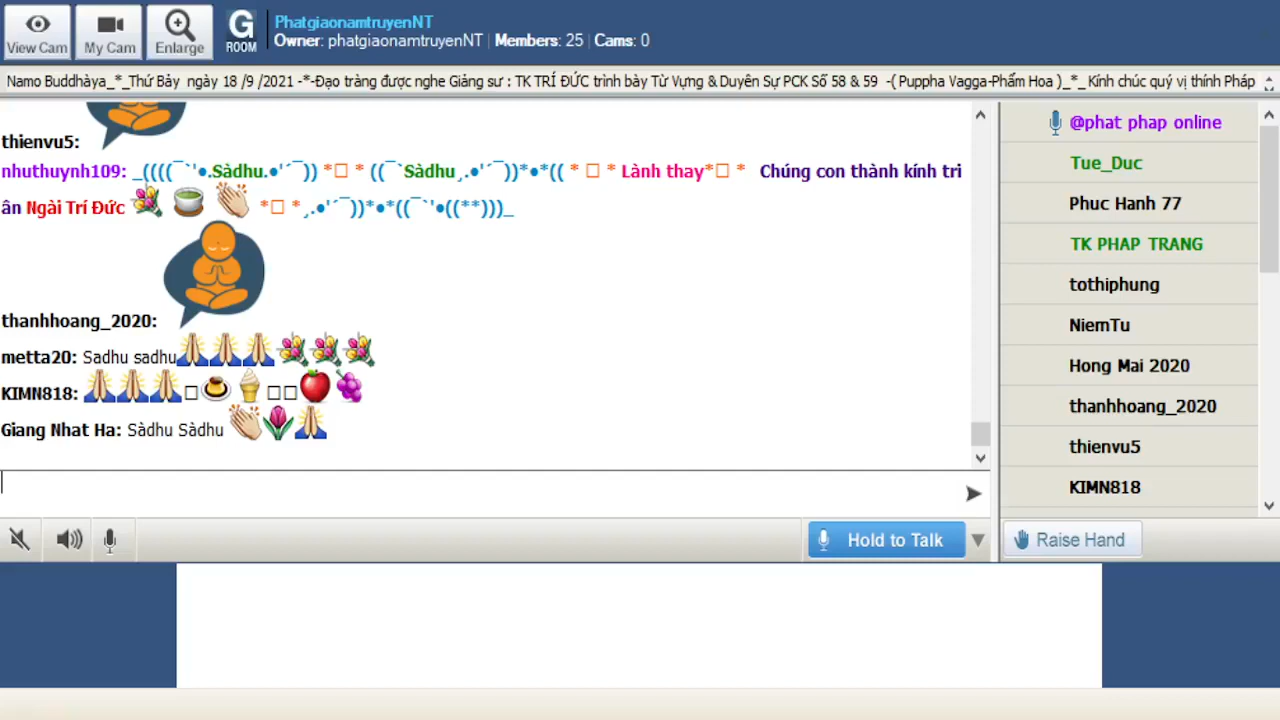 View Cam
My Cam
Enlarge
G
ROOM
PhatgiaonamtruyenNT
Owner: phatgiaonamtruyenNT | Members: 25 | Cams: 0
Namo Buddhàya_*_Thứ Bảy ngày 18 /9 /2021 -*-Đạo tràng được nghe Giảng sư : TK TRÍ ĐỨC trình bày Từ Vựng & Duyên Sự PCK Số 58 & 59 -( Puppha Vagga-Phẩm Hoa )_*_ Kính chúc quý vị thính Pháp
thienvu5:
nhuthuynh109: _((((¯`'•.Sàdhu.•'´¯)) *□ * ((¯`Sàdhu¸.•'´¯))*•*(( * □ * Lành thay*□ * Chúng con thành kính tri
ân Ngài Trí Đức 💐 🍵 👏 *□ *¸.•'´¯))*•*((¯`'•((**)))_
thanhhoang_2020:
metta20: Sadhu sadhu🙏🙏🙏💐💐💐
KIMN818: 🙏🙏🙏□🍮🍦□□🍎🍇
Giang Nhat Ha: Sàdhu Sàdhu 👏🌷🙏
@phat phap online
Tue_Duc
Phuc Hanh 77
TK PHAP TRANG
tothiphung
NiemTu
Hong Mai 2020
thanhhoang_2020
thienvu5
KIMN818
Hold to Talk
Raise Hand